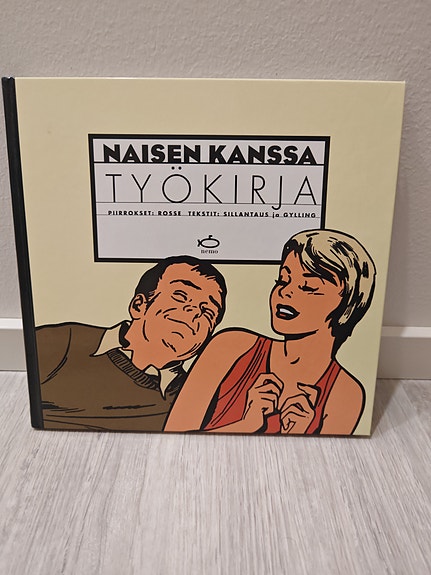 NAISEN KANSSA
TYÖKIRJA
PIIRROKSET: ROSSE TEKSTIT: SILLANTAUS ja GYLLING
nemo